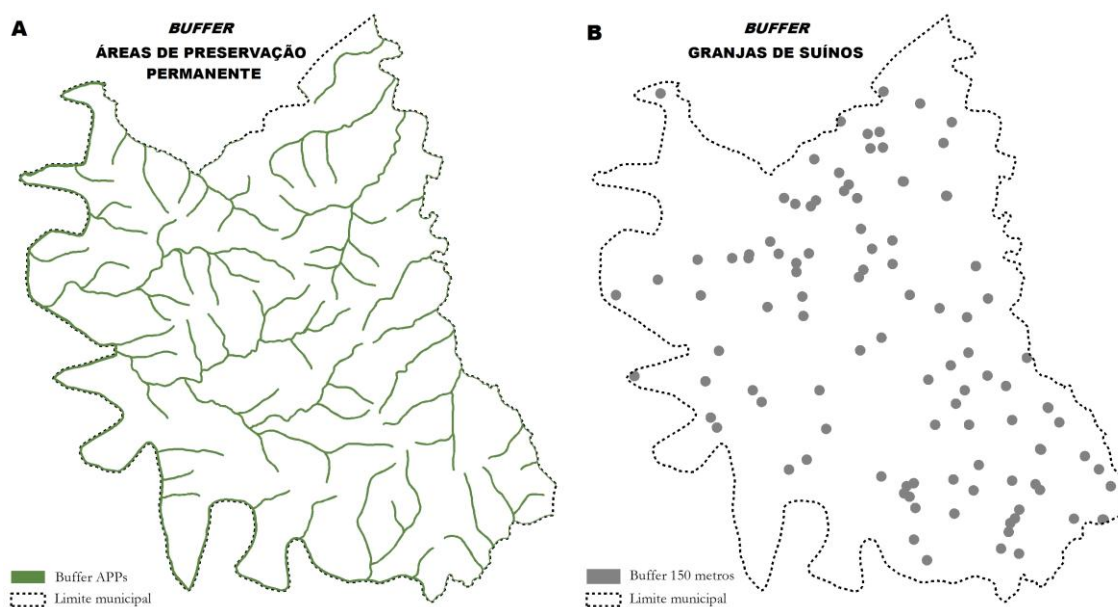 A
BUFFER
ÁREAS DE PRESERVAÇÃO
PERMANENTE
Buffer APPs
Limite municipal
B
BUFFER
GRANJAS DE SUÍNOS
Buffer 150 metros
Limite municipal